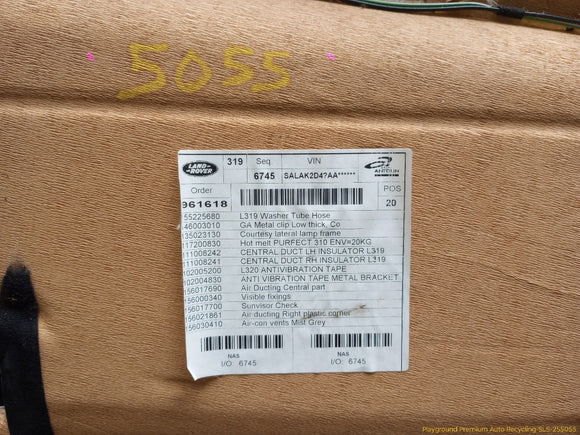 5055
LAND-
ROVER
319 Seq. VIN
6745 SALAK2D4?AA******
ANTOLIN
Order POS
961618 20
55225680 L319 Washer Tube Hose
46003010 GA Metal clip Low thick, Co
35023130 Courtesy lateral lamp frame
17200830 Hot melt PURFECT 310 ENV=20KG
11008242 CENTRAL DUCT LH INSULATOR L319
11008241 CENTRAL DUCT RH INSULATOR L319
02005200 L320 ANTIVIBRATION TAPE
02004830 ANTI VIBRATION TAPE METAL BRACKET
56017690 Air Ducting Central part
56000340 Visible fixings
56017700 Sunvisor Check
56021861 Air ducting Right plastic corner
56030410 Air-con vents Mist Grey
NAS NAS
I/O: 6745 I/O: 6745
Playground Premium Auto Recycling SLS-255055